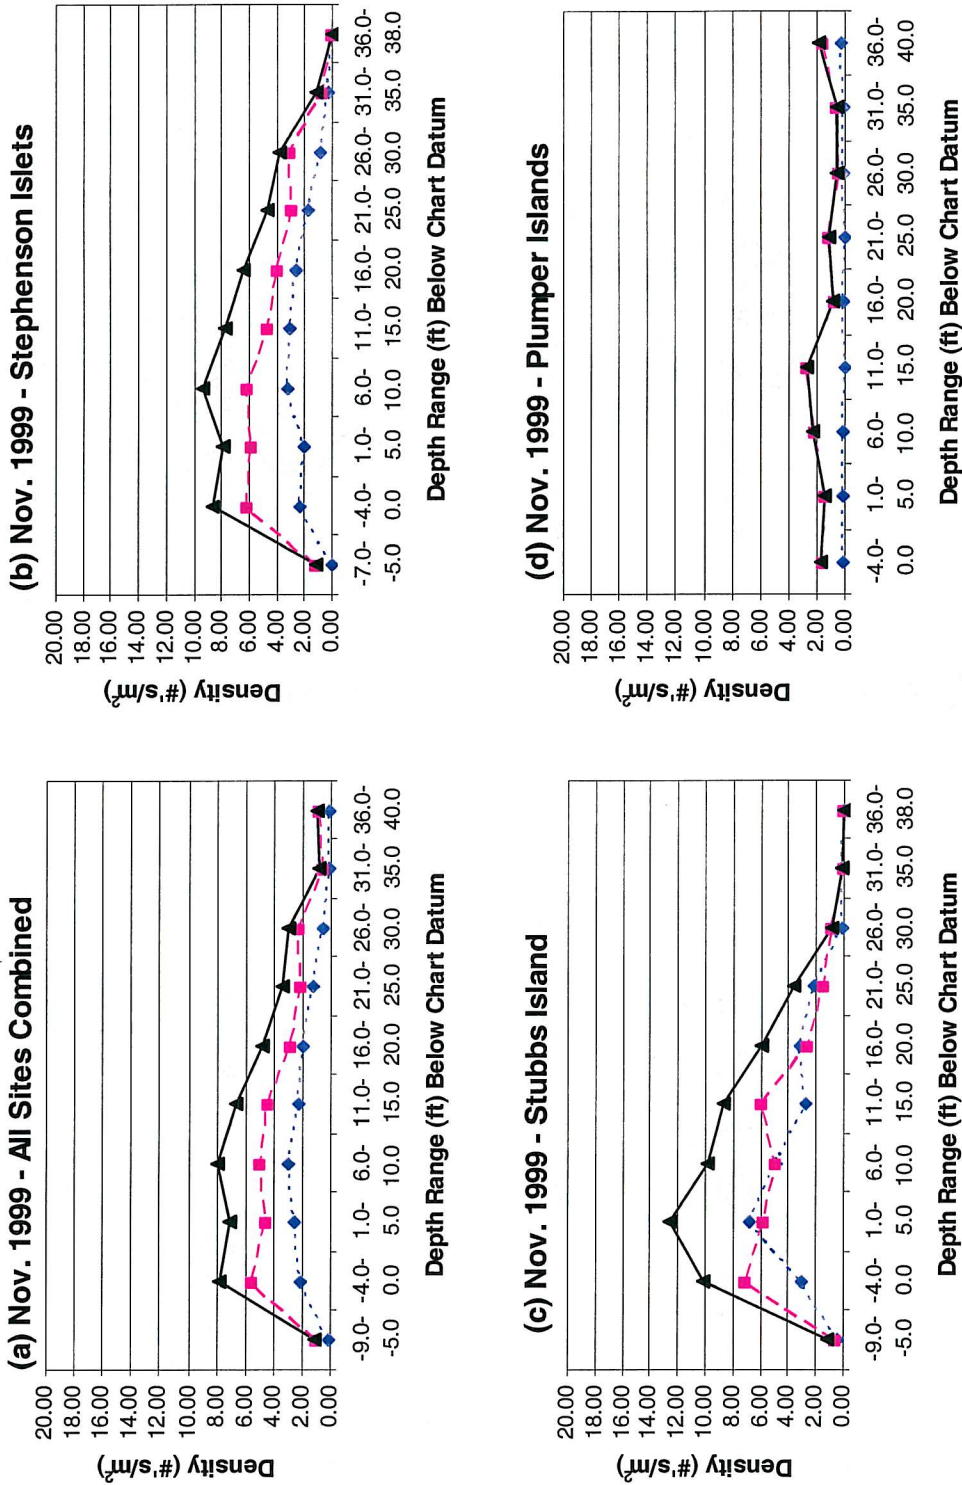 (a) Nov. 1999 - All Sites Combined
20.00
18.00
16.00
14.00
12.00
10.00
8.00
6.00
4.00
2.00
0.00
Density (#'s/m²)
-9.0- -4.0- 1.0- 6.0- 11.0- 16.0- 21.0- 26.0- 31.0- 36.0-
-5.0 0.0 5.0 10.0 15.0 20.0 25.0 30.0 35.0 40.0
Depth Range (ft) Below Chart Datum
(b) Nov. 1999 - Stephenson Islets
20.00
18.00
16.00
14.00
12.00
10.00
8.00
6.00
4.00
2.00
0.00
Density (#'s/m²)
-7.0- -4.0- 1.0- 6.0- 11.0- 16.0- 21.0- 26.0- 31.0- 36.0-
-5.0 0.0 5.0 10.0 15.0 20.0 25.0 30.0 35.0 38.0
Depth Range (ft) Below Chart Datum
(c) Nov. 1999 - Stubbs Island
20.00
18.00
16.00
14.00
12.00
10.00
8.00
6.00
4.00
2.00
0.00
Density (#'s/m²)
-9.0- -4.0- 1.0- 6.0- 11.0- 16.0- 21.0- 26.0- 31.0- 36.0-
-5.0 0.0 5.0 10.0 15.0 20.0 25.0 30.0 35.0 38.0
Depth Range (ft) Below Chart Datum
(d) Nov. 1999 - Plumper Islands
20.00
18.00
16.00
14.00
12.00
10.00
8.00
6.00
4.00
2.00
0.00
Density (#'s/m²)
-4.0- 1.0- 6.0- 11.0- 16.0- 21.0- 26.0- 31.0- 36.0-
0.0 5.0 10.0 15.0 20.0 25.0 30.0 35.0 40.0
Depth Range (ft) Below Chart Datum